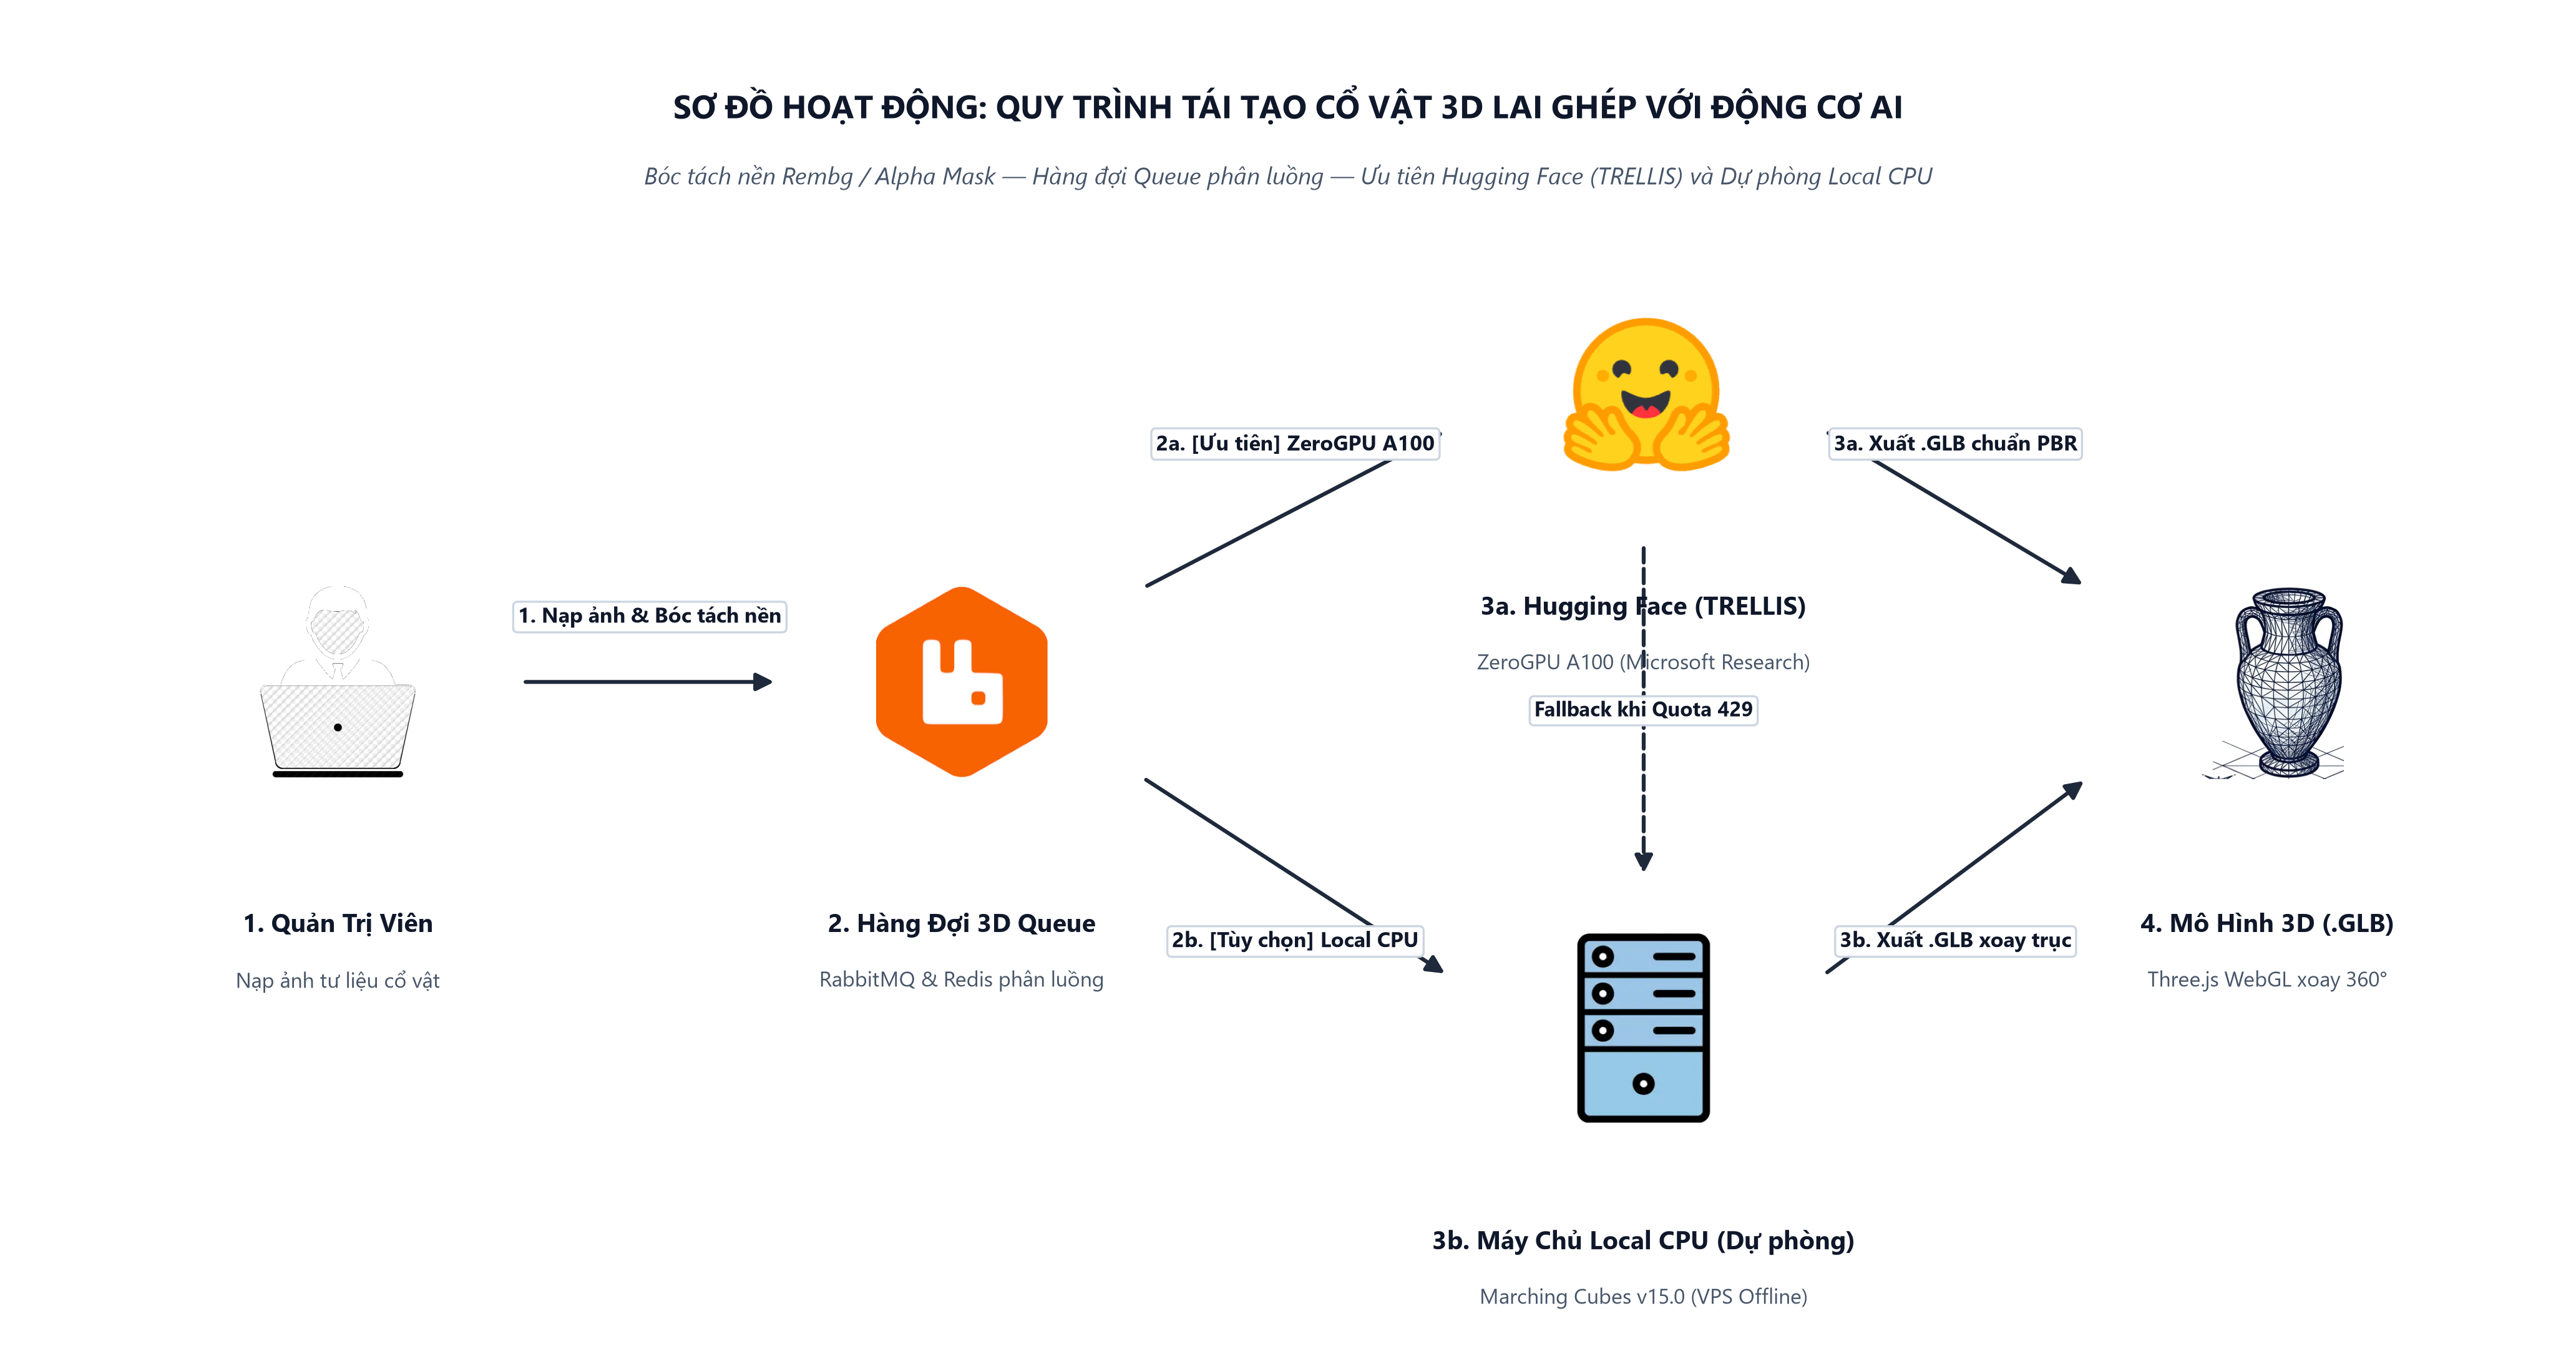 SƠ ĐỒ HOẠT ĐỘNG: QUY TRÌNH TÁI TẠO CỔ VẬT 3D LAI GHÉP VỚI ĐỘNG CƠ AI
Bóc tách nền Rembg / Alpha Mask — Hàng đợi Queue phân luồng — Ưu tiên Hugging Face (TRELLIS) và Dự phòng Local CPU
1. Nạp ảnh & Bóc tách nền
2a. [Ưu tiên] ZeroGPU A100
3a. Xuất .GLB chuẩn PBR
3a. Hugging Face (TRELLIS)
ZeroGPU A100 (Microsoft Research)
Fallback khi Quota 429
1. Quản Trị Viên
Nạp ảnh tư liệu cổ vật
2. Hàng Đợi 3D Queue
RabbitMQ & Redis phân luồng
2b. [Tùy chọn] Local CPU
3b. Xuất .GLB xoay trục
4. Mô Hình 3D (.GLB)
Three.js WebGL xoay 360°
3b. Máy Chủ Local CPU (Dự phòng)
Marching Cubes v15.0 (VPS Offline)